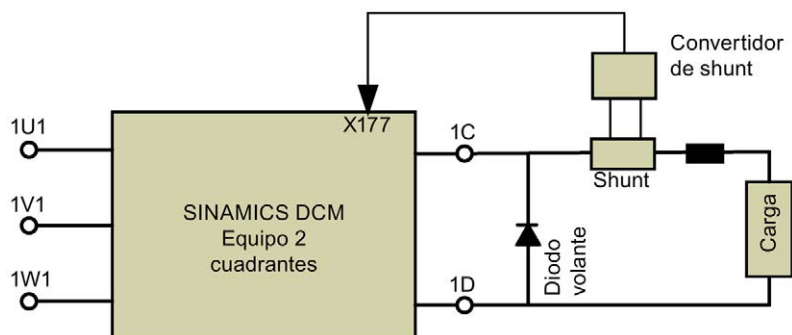 Convertidor
de shunt
1U1
X177
1C
Shunt
1V1
SINAMICS DCM
Equipo 2
cuadrantes
Diodo
volante
Carga
1W1
1D